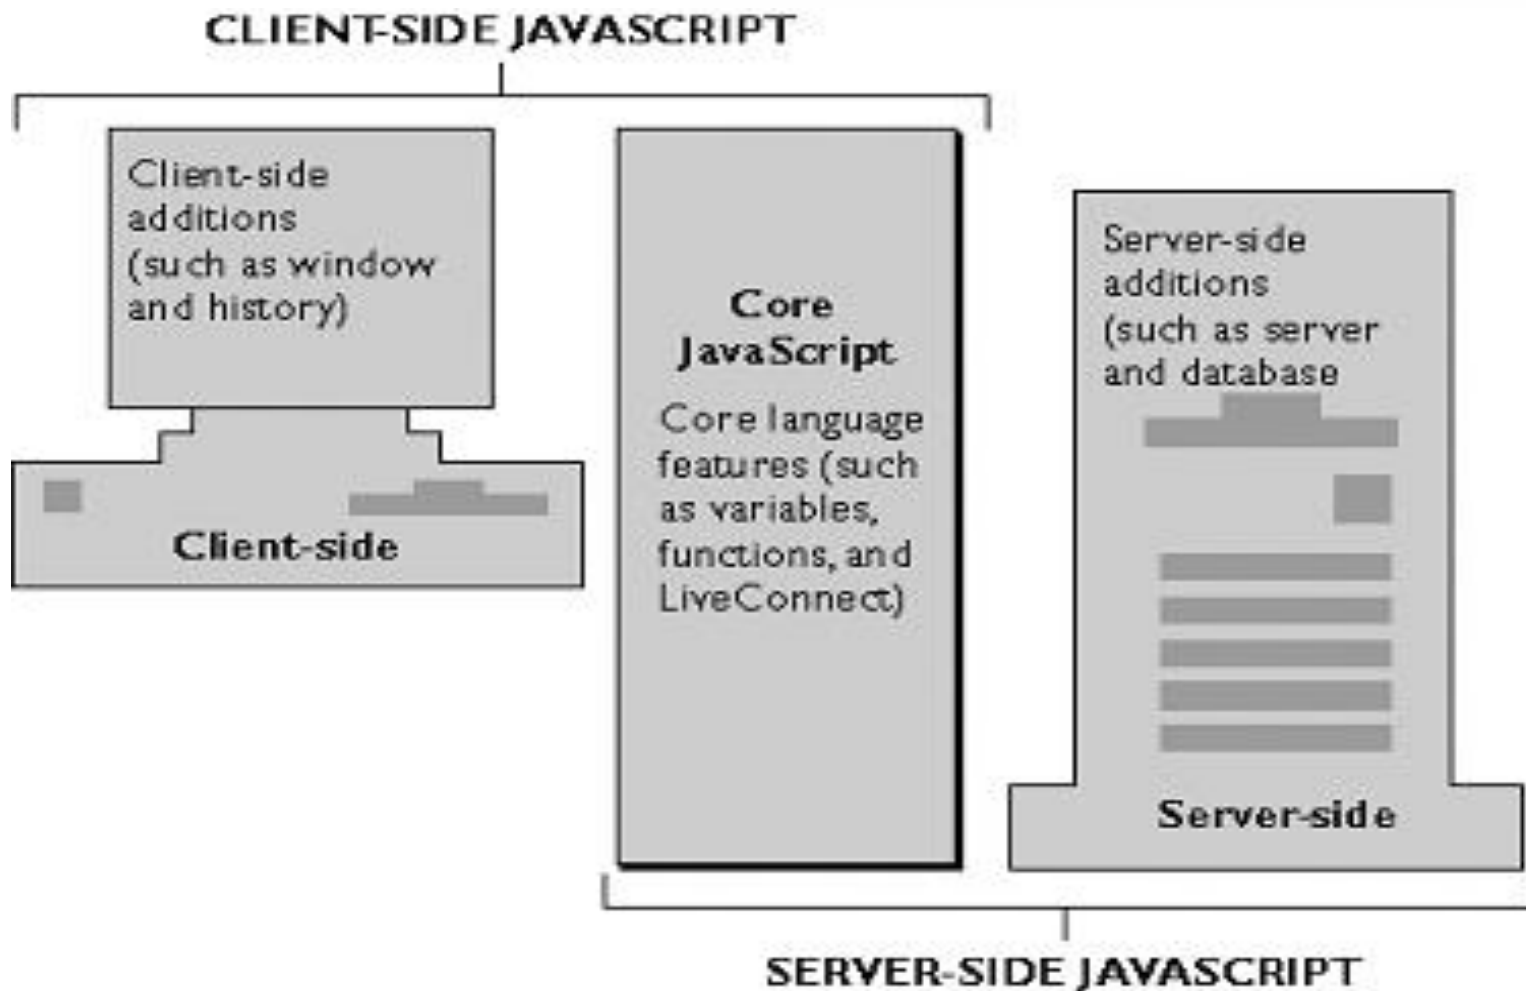 CLIENT-SIDE JAVASCRIPT
Client-side
additions
(such as window
and history)
Client-side
Core
JavaScript
Core language
features (such
as variables,
functions, and
LiveConnect)
Server-side
additions
(such as server
and database
Server-side
SERVER-SIDE JAVASCRIPT